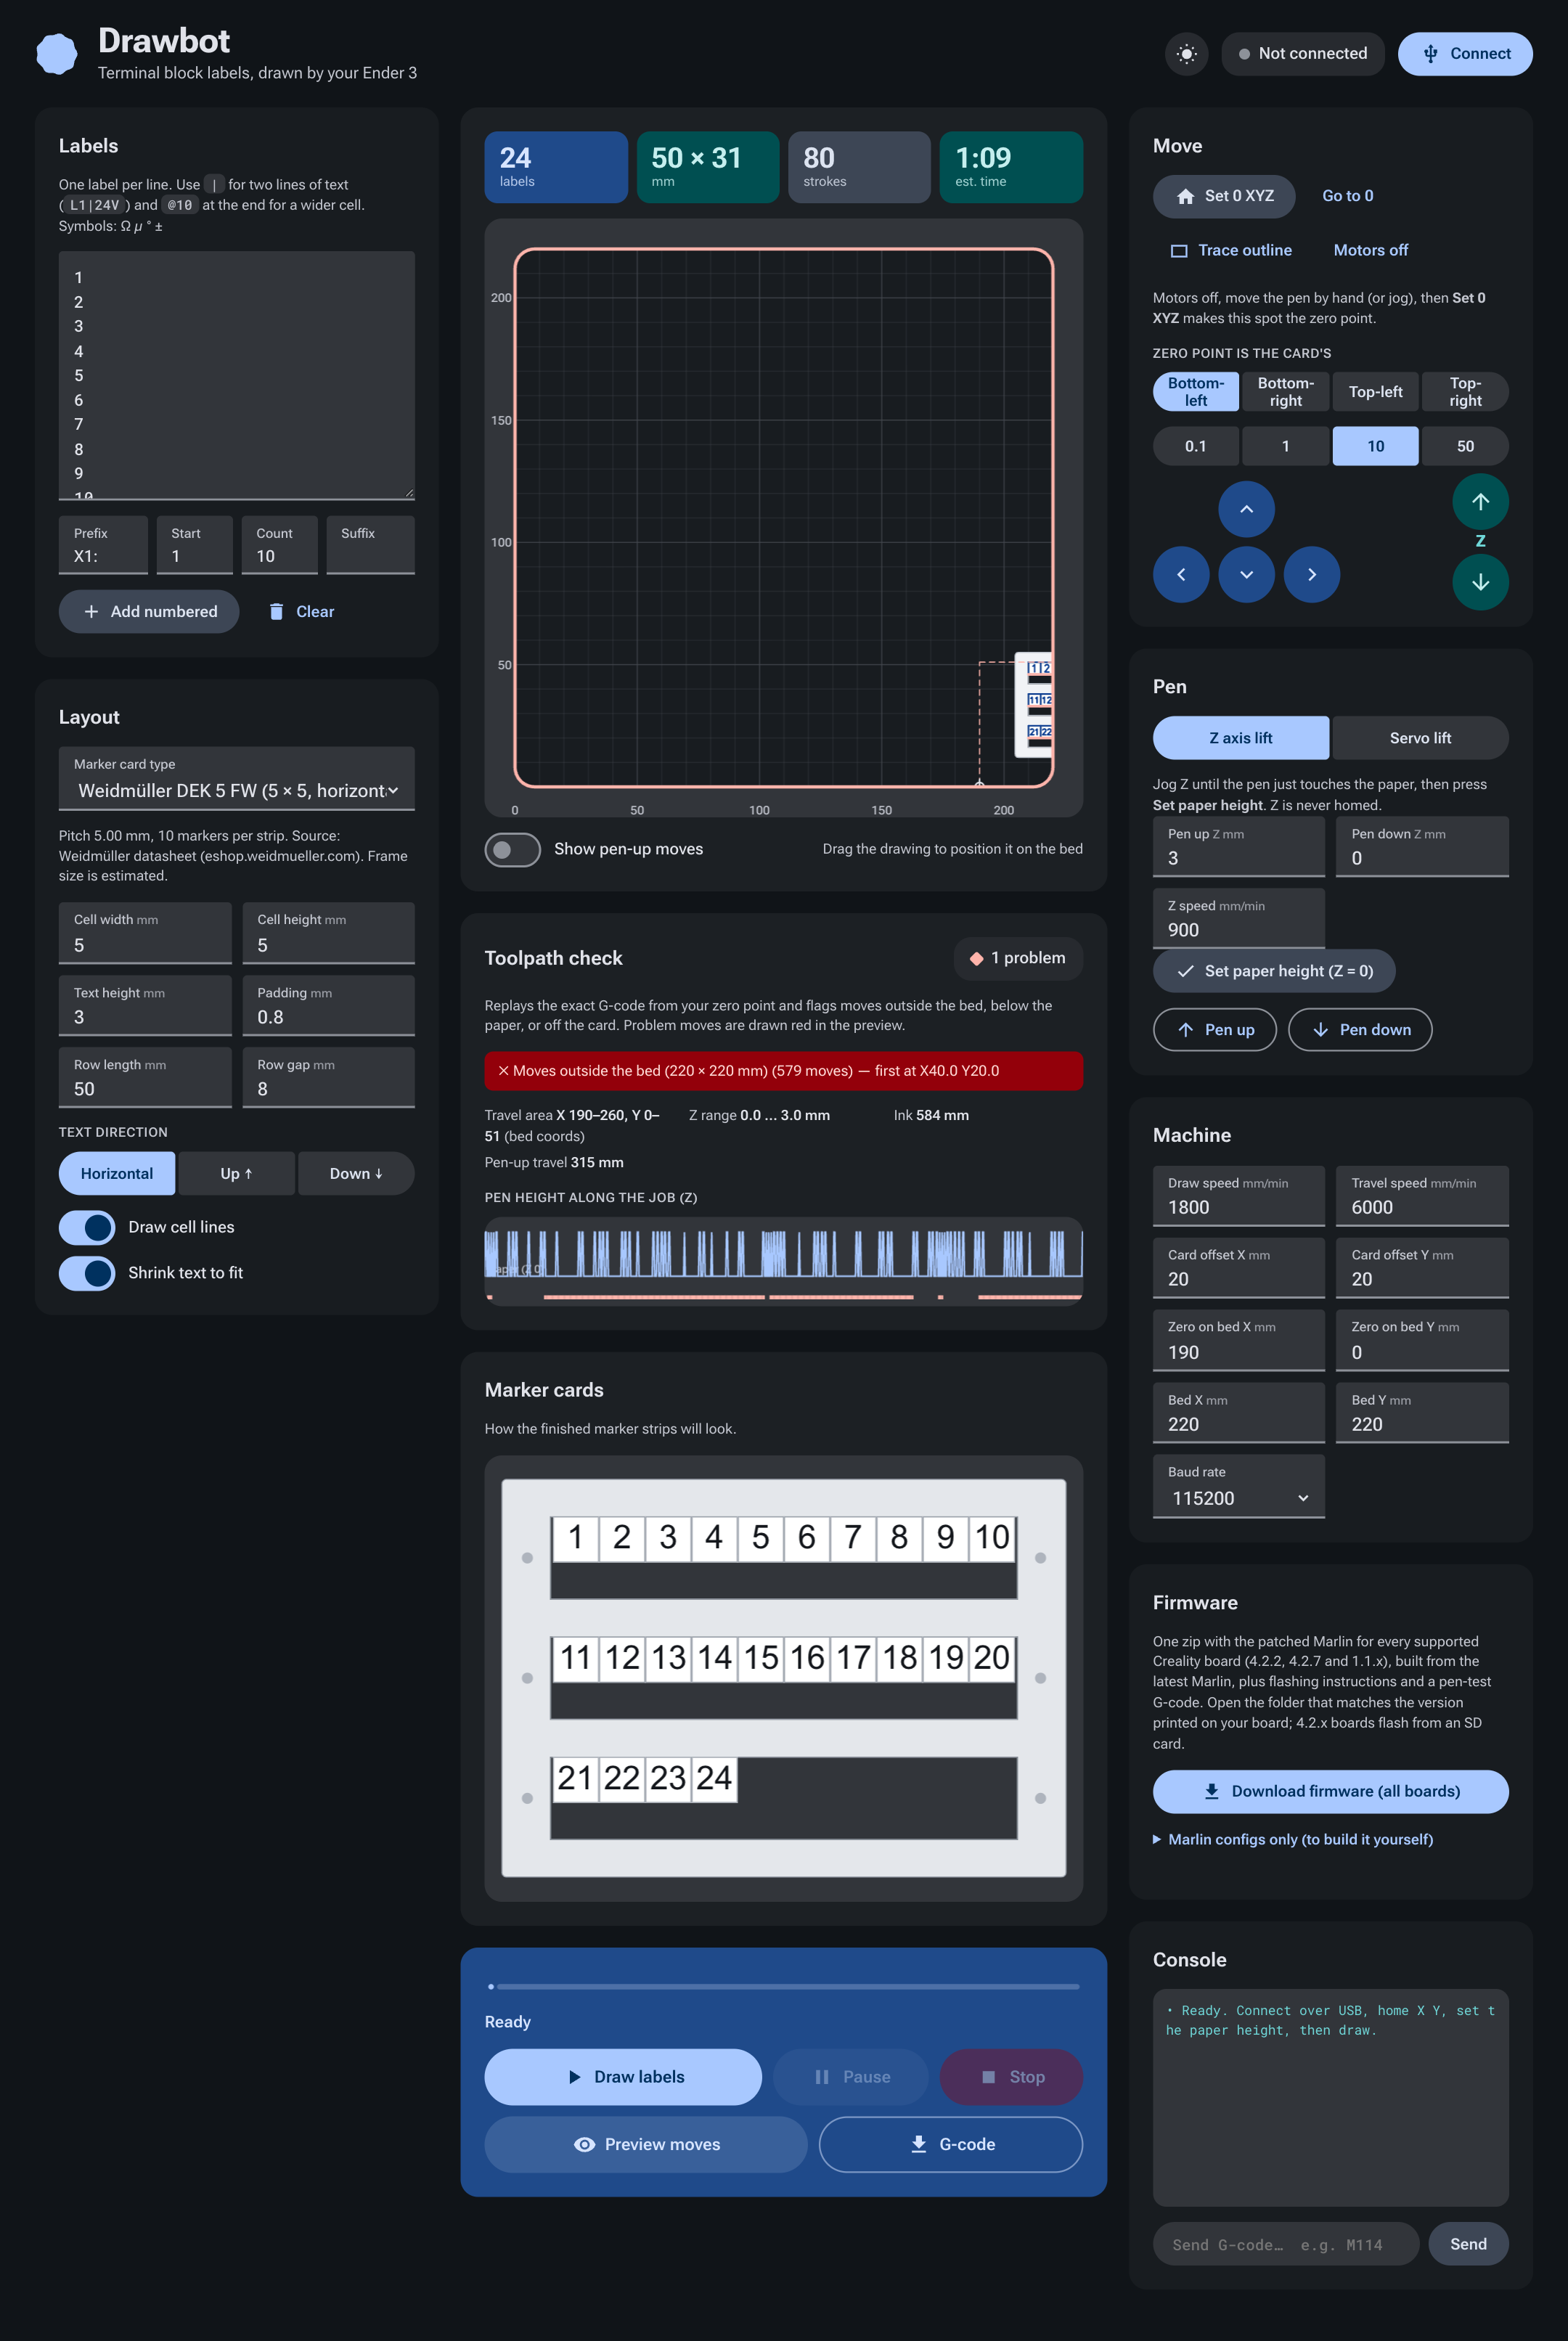 Drawbot
Terminal block labels, drawn by your Ender 3
Not connected
Connect
Labels
One label per line. Use | for two lines of text
(L1|24V) and @10 at the end for a wider cell.
Symbols: Ω µ ° ±
1
2
3
4
5
6
7
8
9
10
Prefix
X1:
Start
1
Count
10
Suffix
Add numbered
Clear
Layout
Marker card type
Weidmüller DEK 5 FW (5 × 5, horizont
Pitch 5.00 mm, 10 markers per strip. Source:
Weidmüller datasheet (eshop.weidmueller.com). Frame
size is estimated.
Cell width mm
5
Cell height mm
5
Text height mm
3
Padding mm
0.8
Row length mm
50
Row gap mm
8
TEXT DIRECTION
Horizontal
Up ↑
Down ↓
Draw cell lines
Shrink text to fit
24
labels
50 × 31
mm
80
strokes
1:09
est. time
200
150
100
50
0
50
100
150
200
1 2
11 12
21 22
Show pen-up moves
Drag the drawing to position it on the bed
Toolpath check
1 problem
Replays the exact G-code from your zero point and flags moves outside the bed, below the
paper, or off the card. Problem moves are drawn red in the preview.
✕ Moves outside the bed (220 × 220 mm) (579 moves) — first at X40.0 Y20.0
Travel area X 190–260, Y 0–
51 (bed coords)
Z range 0.0 … 3.0 mm
Ink 584 mm
Pen-up travel 315 mm
PEN HEIGHT ALONG THE JOB (Z)
Marker cards
How the finished marker strips will look.
1 2 3 4 5 6 7 8 9 10
11 12 13 14 15 16 17 18 19 20
21 22 23 24
Ready
Draw labels
Pause
Stop
Preview moves
G-code
Move
Set 0 XYZ
Go to 0
Trace outline
Motors off
Motors off, move the pen by hand (or jog), then Set 0
XYZ makes this spot the zero point.
ZERO POINT IS THE CARD'S
Bottom-
left
Bottom-
right
Top-left
Top-
right
0.1
1
10
50
Z
Pen
Z axis lift
Servo lift
Jog Z until the pen just touches the paper, then press
Set paper height. Z is never homed.
Pen up Z mm
3
Pen down Z mm
0
Z speed mm/min
900
Set paper height (Z = 0)
Pen up
Pen down
Machine
Draw speed mm/min
1800
Travel speed mm/min
6000
Card offset X mm
20
Card offset Y mm
20
Zero on bed X mm
190
Zero on bed Y mm
0
Bed X mm
220
Bed Y mm
220
Baud rate
115200
Firmware
One zip with the patched Marlin for every supported
Creality board (4.2.2, 4.2.7 and 1.1.x), built from the
latest Marlin, plus flashing instructions and a pen-test
G-code. Open the folder that matches the version
printed on your board; 4.2.x boards flash from an SD
card.
Download firmware (all boards)
Marlin configs only (to build it yourself)
Console
· Ready. Connect over USB, home X Y, set t
he paper height, then draw.
Send G-code… e.g. M114
Send